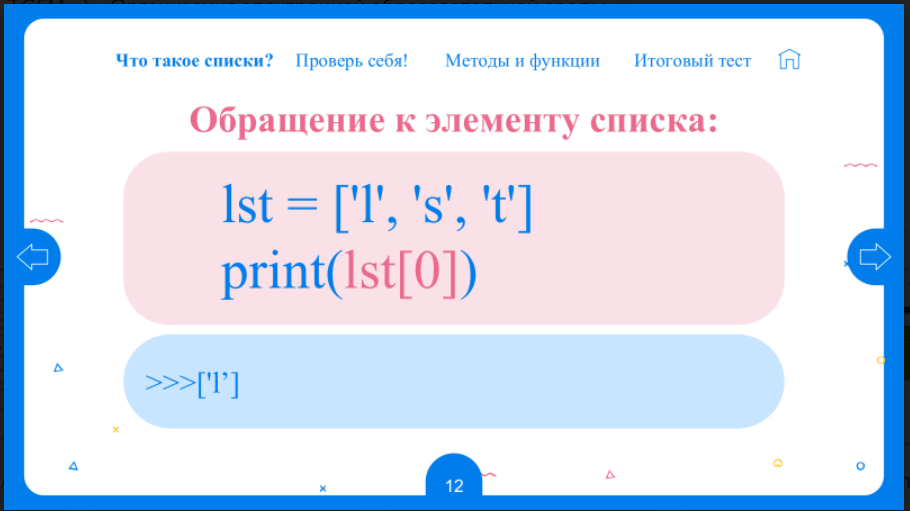 Что такое списки? Проверь себя! Методы и функции Итоговый тест
Обращение к элементу списка:
lst = ['l', 's', 't']
print(lst[0])
>>>['l’]
12